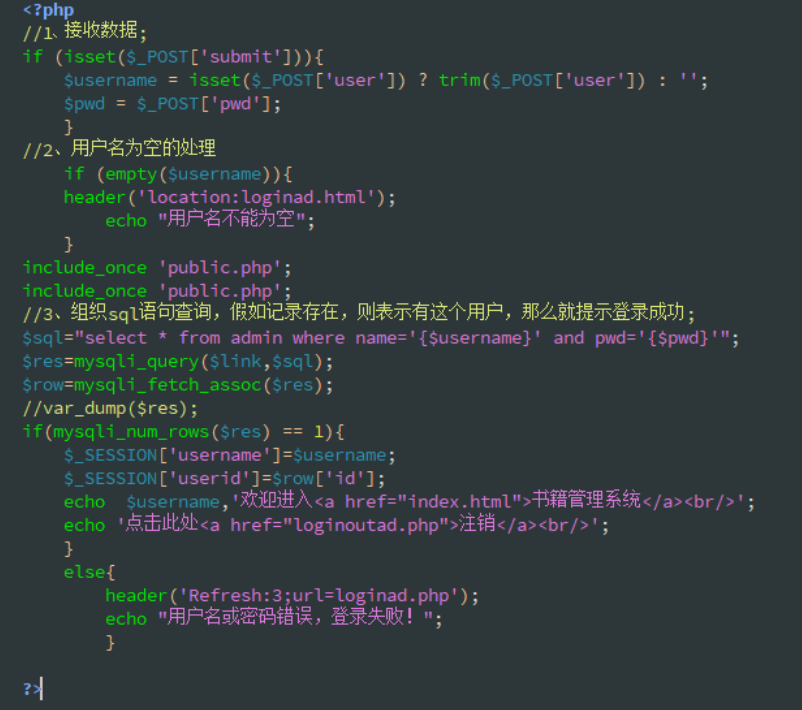 <?php
//1、接收数据;
if (isset($_POST['submit'])){
    $username = isset($_POST['user']) ? trim($_POST['user']) : '';
    $pwd = $_POST['pwd'];
    }
//2、用户名为空的处理
    if (empty($username)){
    header('location:loginad.html');
        echo "用户名不能为空";
    }
include_once 'public.php';
include_once 'public.php';
//3、组织sql语句查询，假如记录存在，则表示有这个用户，那么就提示登录成功;
$sql="select * from admin where name='{$username}' and pwd='{$pwd}'";
$res=mysqli_query($link,$sql);
$row=mysqli_fetch_assoc($res);
//var_dump($res);
if(mysqli_num_rows($res) == 1){
    $_SESSION['username']=$username;
    $_SESSION['userid']=$row['id'];
    echo  $username,'欢迎进入<a href="index.html">书籍管理系统</a><br/>';
    echo '点击此处<a href="loginoutad.php">注销</a><br/>';
    }
    else{
        header('Refresh:3;url=loginad.php');
        echo "用户名或密码错误，登录失败！";
        }
?>